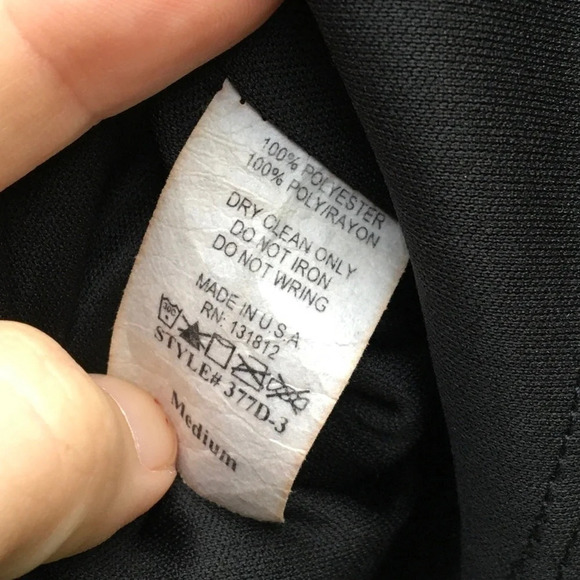 100% POLYESTER
100% POLY/RAYON
DRY CLEAN ONLY
DO NOT IRON
DO NOT WRING
MADE IN U S A
RN: 131812
STYLE# 377D-3
Medium